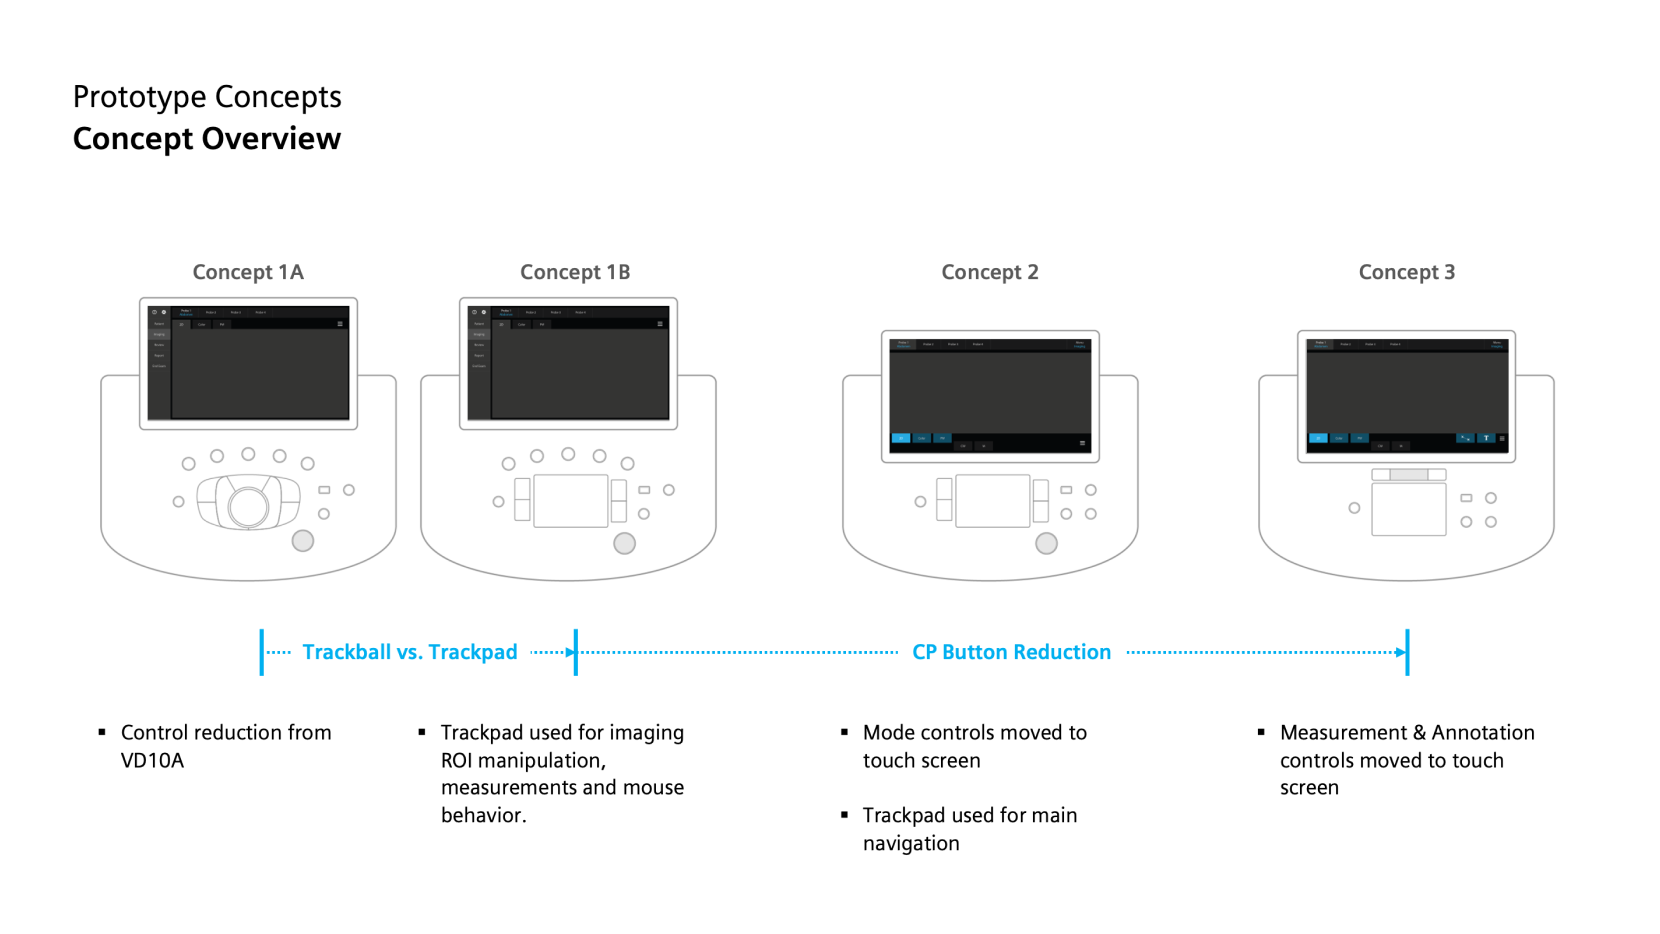 Prototype Concepts
Concept Overview
Concept 1A
Concept 1B
Concept 2
Concept 3
Trackball vs. Trackpad
CP Button Reduction
▪ Control reduction from
VD10A
▪ Trackpad used for imaging
ROI manipulation,
measurements and mouse
behavior.
▪ Mode controls moved to
touch screen
▪ Trackpad used for main
navigation
▪ Measurement & Annotation
controls moved to touch
screen